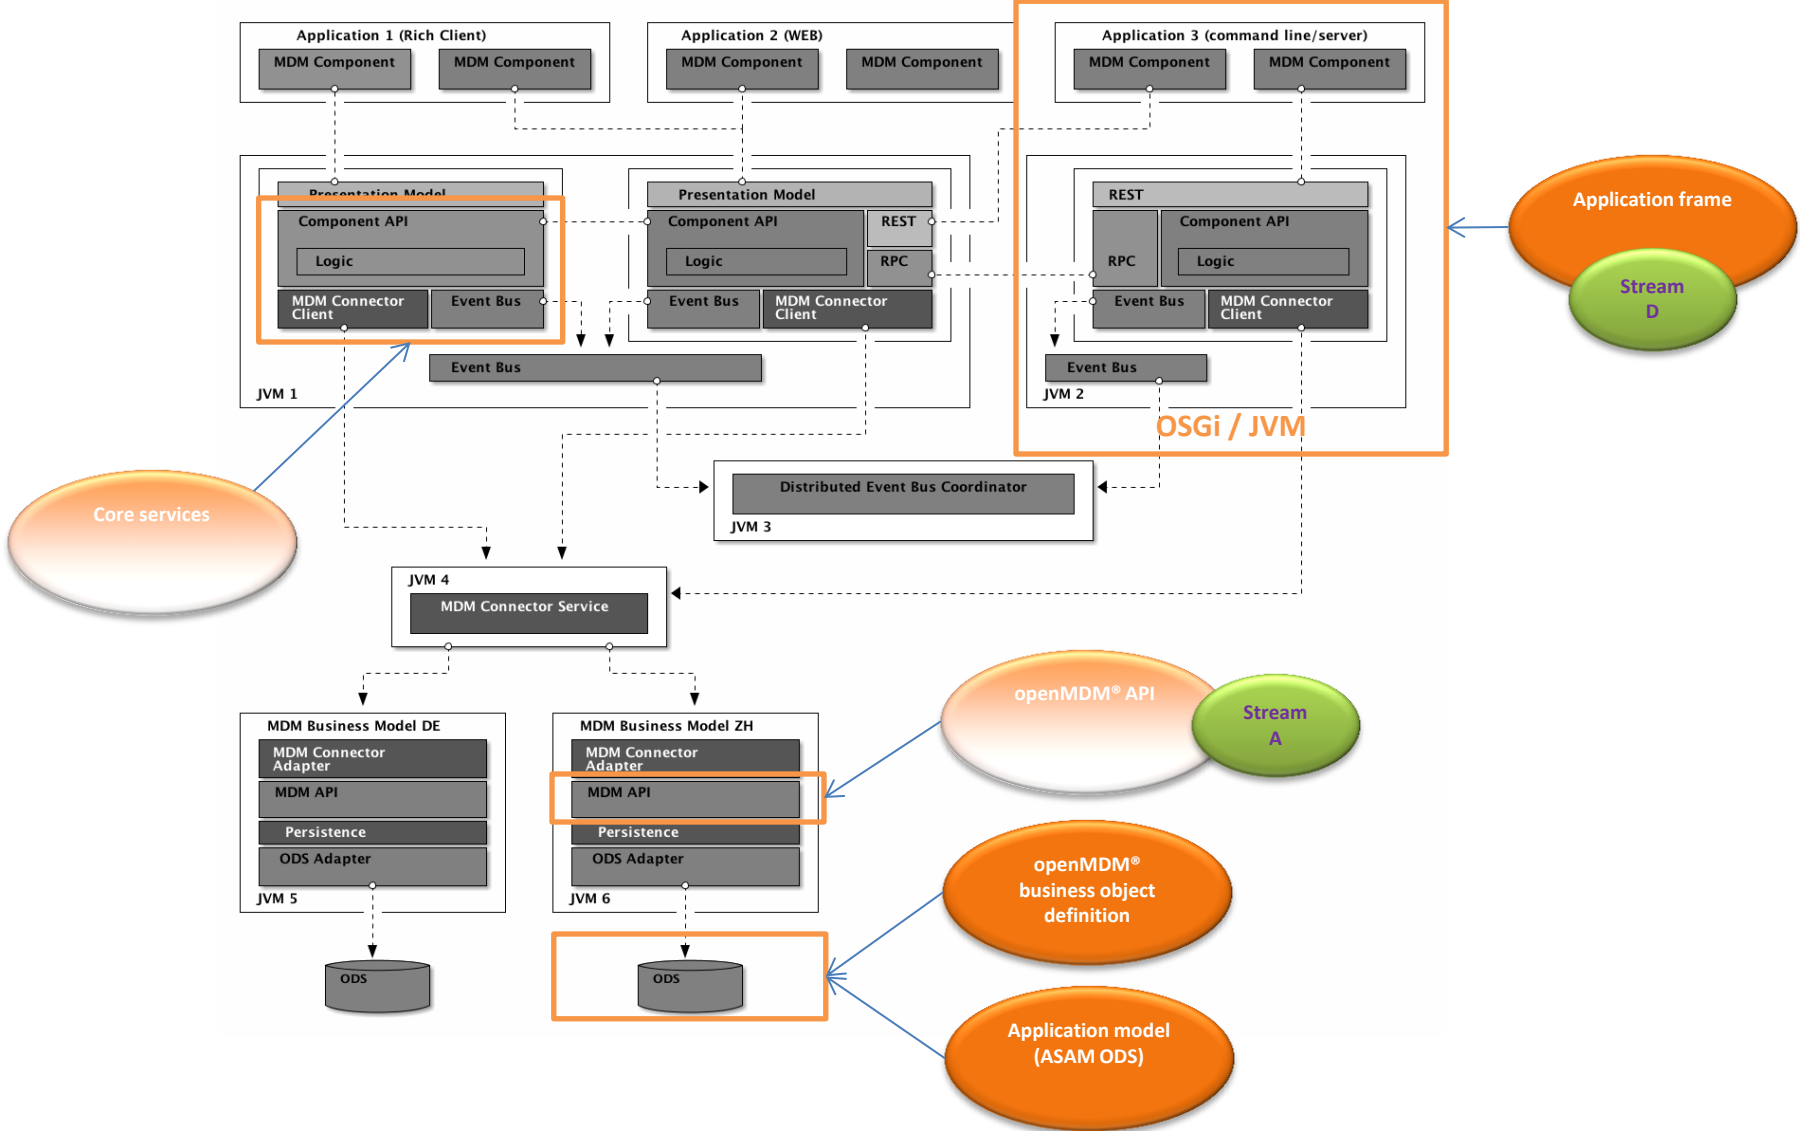 Application 1 (Rich Client)
MDM Component
MDM Component
Application 2 (WEB)
MDM Component
MDM Component
Application 3 (command line/server)
MDM Component
MDM Component
Presentation Model
Component API
Logic
MDM Connector
Client
Event Bus
Presentation Model
Component API
REST
Logic
RPC
Event Bus
MDM Connector
Client
Event Bus
JVM 1
REST
Component API
RPC
Logic
Event Bus
MDM Connector
Client
Event Bus
JVM 2
OSGi / JVM
Application frame
Stream
D
Core services
Distributed Event Bus Coordinator
JVM 3
JVM 4
MDM Connector Service
MDM Business Model DE
MDM Connector
Adapter
MDM API
Persistence
ODS Adapter
JVM 5
ODS
MDM Business Model ZH
MDM Connector
Adapter
MDM API
Persistence
ODS Adapter
JVM 6
ODS
openMDM® API
Stream
A
openMDM®
business object
definition
Application model
(ASAM ODS)